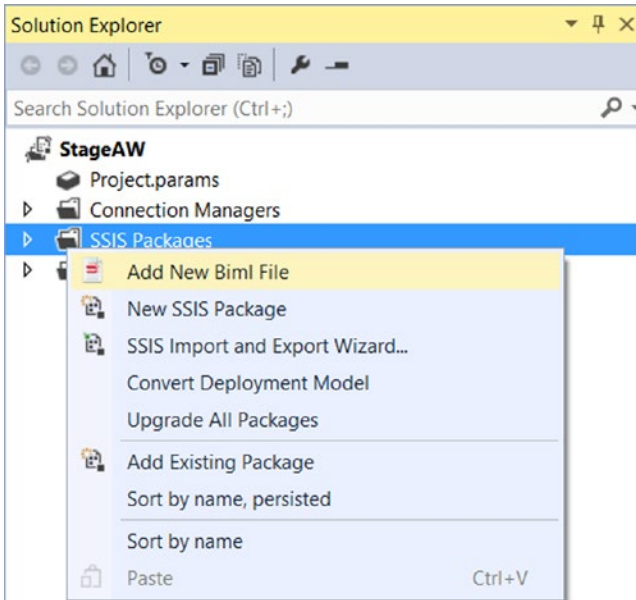 Solution Explorer
Search Solution Explorer (Ctrl+;)
StageAW
Project.params
Connection Managers
SSIS Packages
Add New Biml File
New SSIS Package
SSIS Import and Export Wizard...
Convert Deployment Model
Upgrade All Packages
Add Existing Package
Sort by name, persisted
Sort by name
Paste Ctrl+V